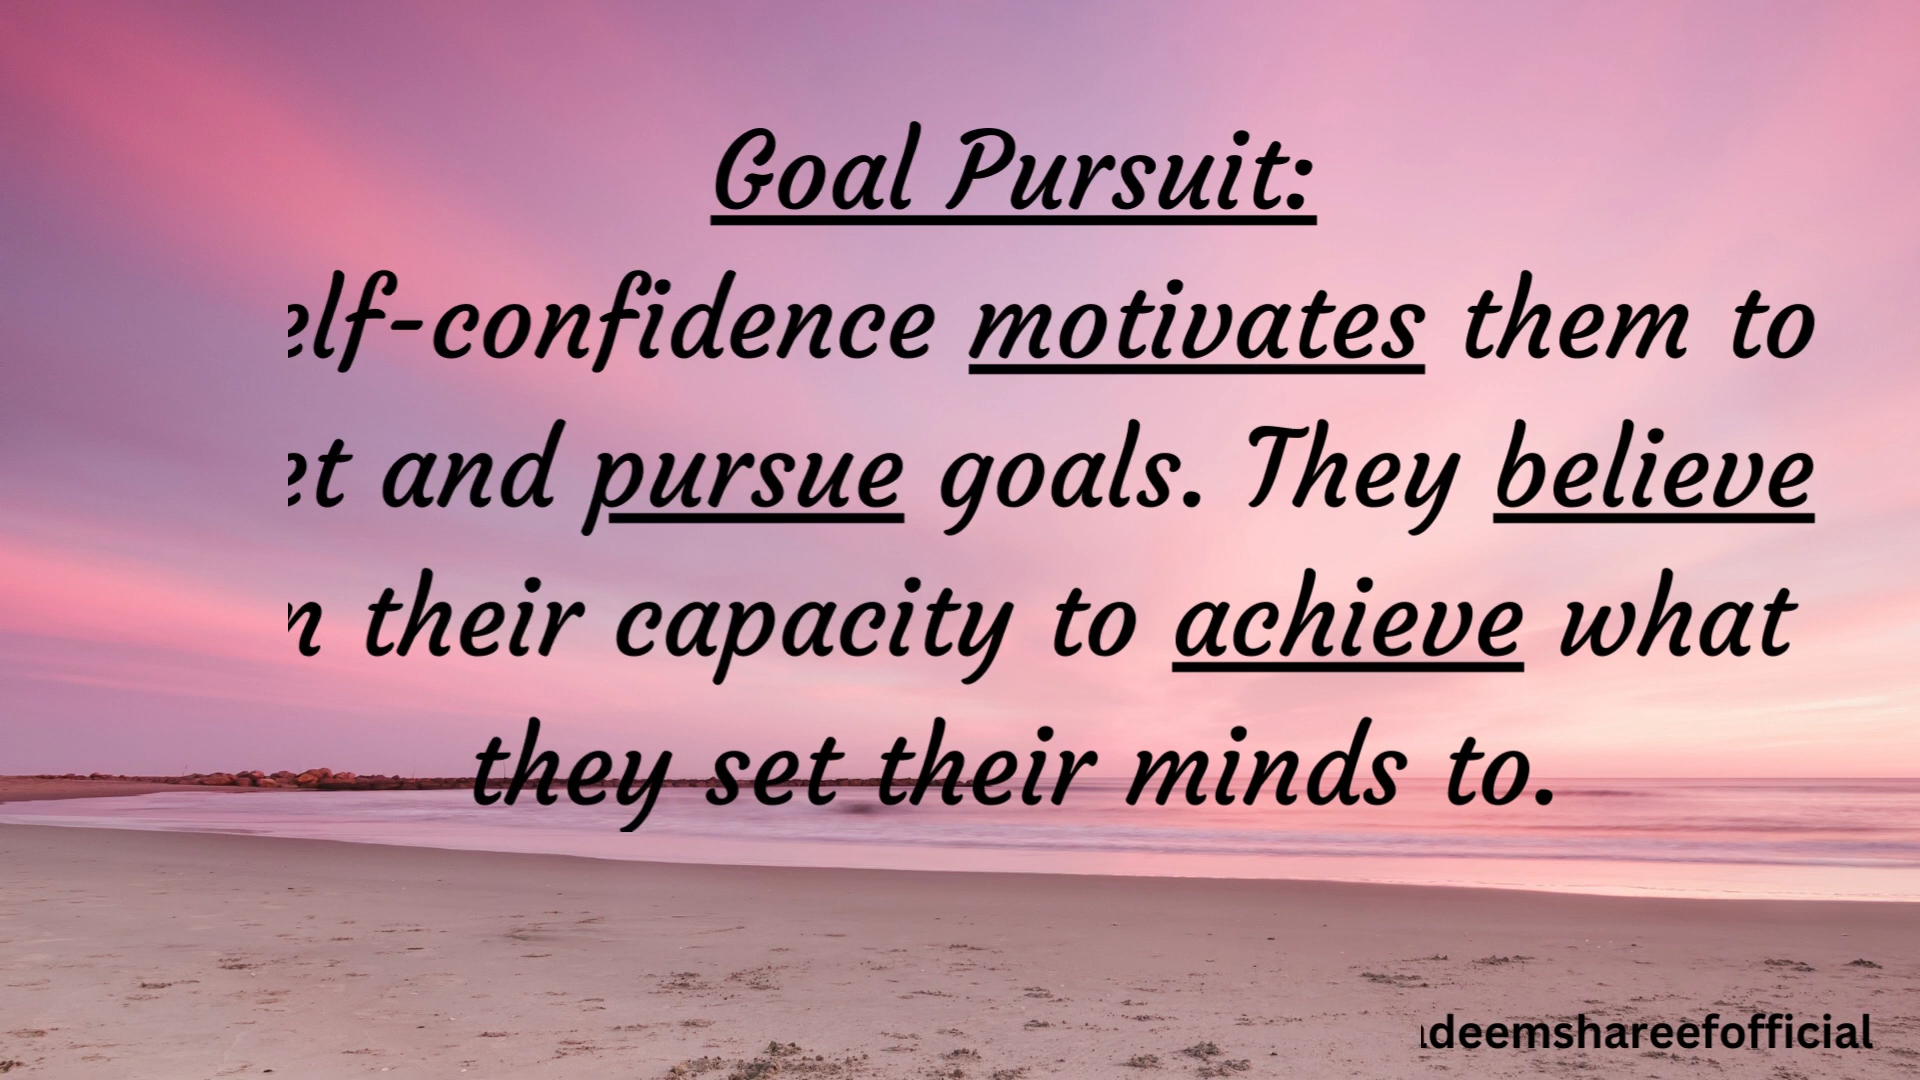 Goal Pursuit:
elf-confidence motivates them to
et and pursue goals. They believe
n their capacity to achieve what
they set their minds to.
deemshareefofficial